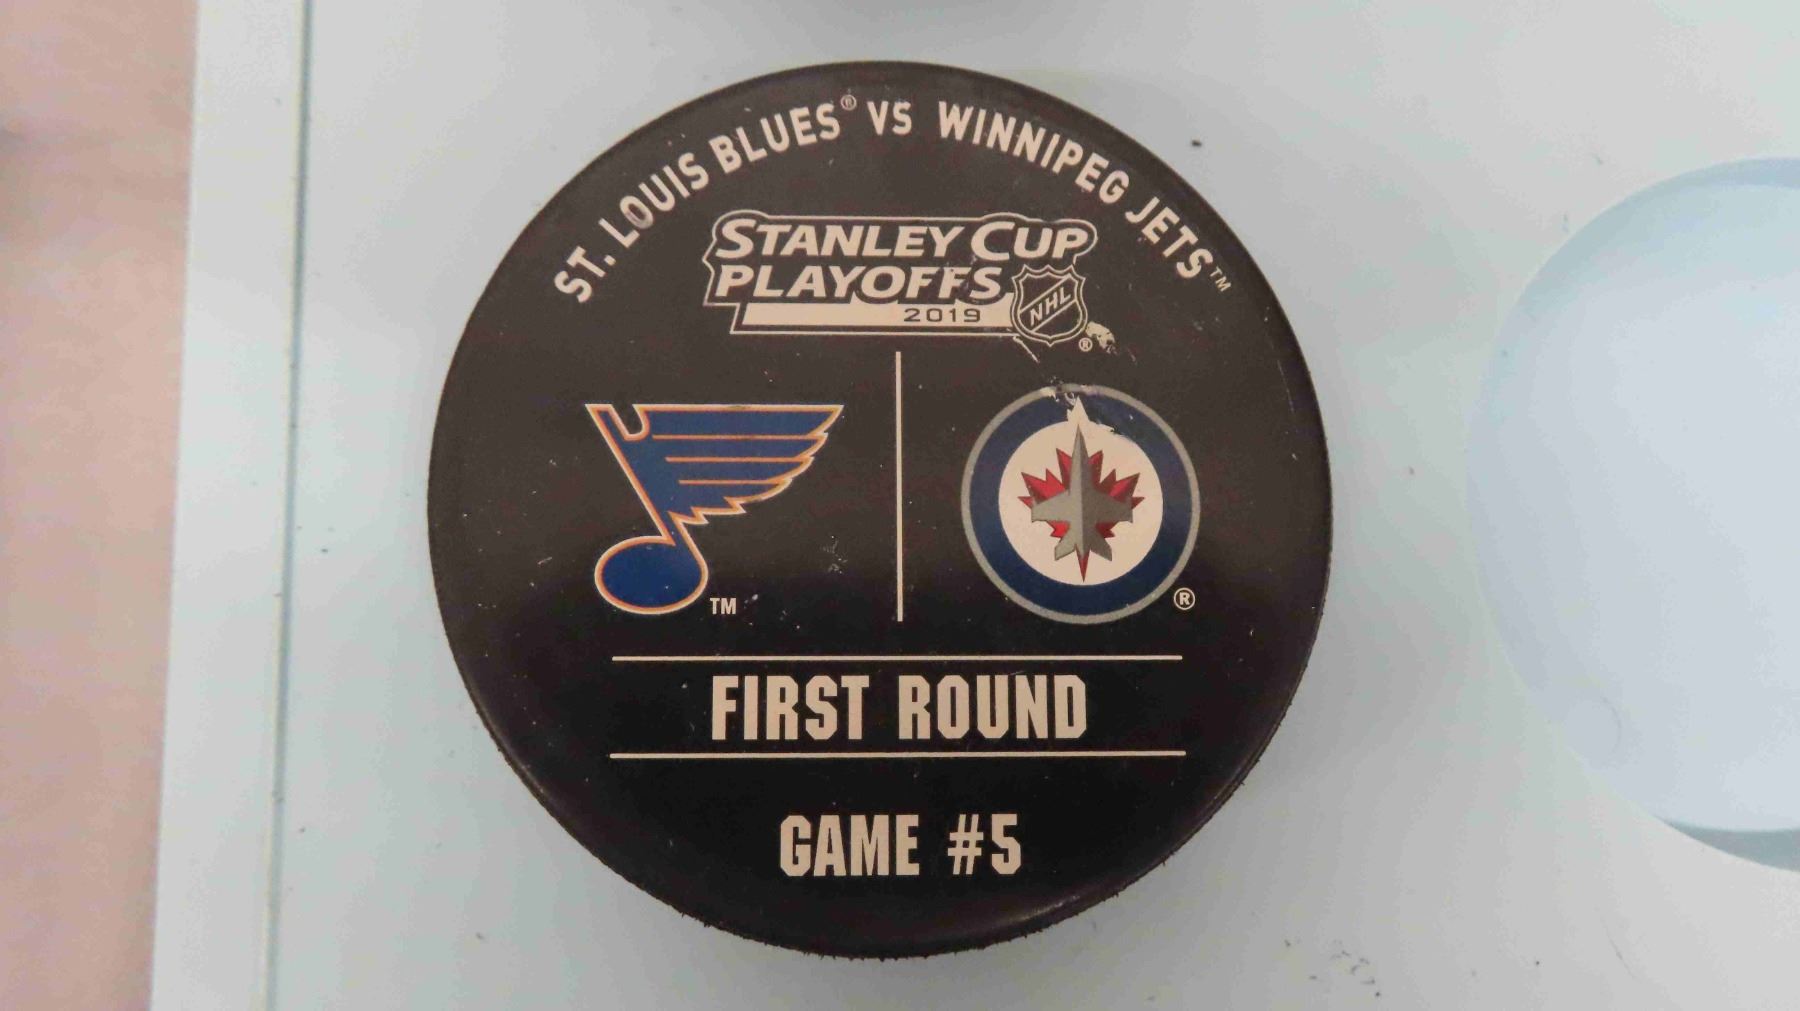 ST. LOUIS BLUES® VS WINNIPEG JETS™
STANLEY CUP
PLAYOFFS
2019
NHL
®
TM
®
FIRST ROUND
GAME #5